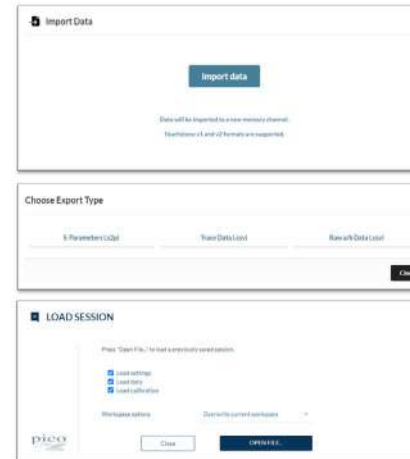 Import Data
Import data
Data will be imported to a new memory channel.
Touchstone v1 and v2 formats are supported.
Choose Export Type
S-Parameters (.s2p)
Trace Data (.csv)
Raw a/b Data (.csv)
LOAD SESSION
Press "Open File..." to load a previously saved session.
Load settings
Load data
Load calibration
Workspace options
Overwrite current workspace
pico
Close
OPEN FILE...